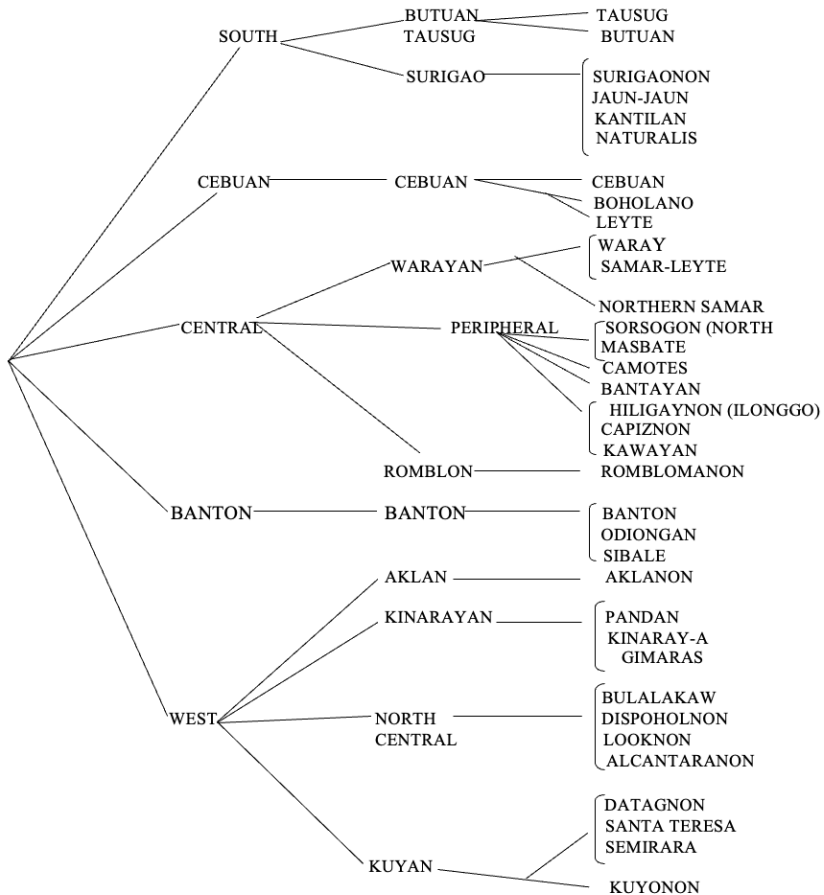 BUTUAN TAUSUG
SOUTH TAUSUG BUTUAN
SURIGAO SURIGAONON
JAUN-JAUN
KANTILAN
NATURALIS
CEBUAN CEBUAN CEBUAN
BOHOLANO
LEYTE
WARAY
WARAYAN SAMAR-LEYTE
NORTHERN SAMAR
CENTRAL PERIPHERAL SORSOGON (NORTH
MASBATE
CAMOTES
BANTAYAN
HILIGAYNON (ILONGGO)
CAPIZNON
KAWAYAN
ROMBLON ROMBLOMANON
BANTON BANTON BANTON
ODIONGAN
SIBALE
AKLAN AKLANON
KINARAYAN PANDAN
KINARAY-A
GIMARAS
BULALAKAW
WEST NORTH DISPOHOLNON
CENTRAL LOOKNON
ALCANTARANON
DATAGNON
SANTA TERESA
SEMIRARA
KUYAN
KUYONON